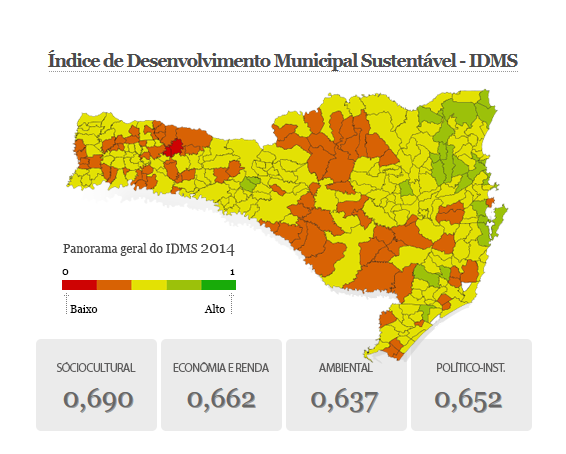 Índice de Desenvolvimento Municipal Sustentável - IDMS
Panorama geral do IDMS 2014
0 1
Baixo Alto
SÓCIOCULTURAL ECONÔMIA E RENDA AMBIENTAL POLÍTICO-INST.
0,690 0,662 0,637 0,652